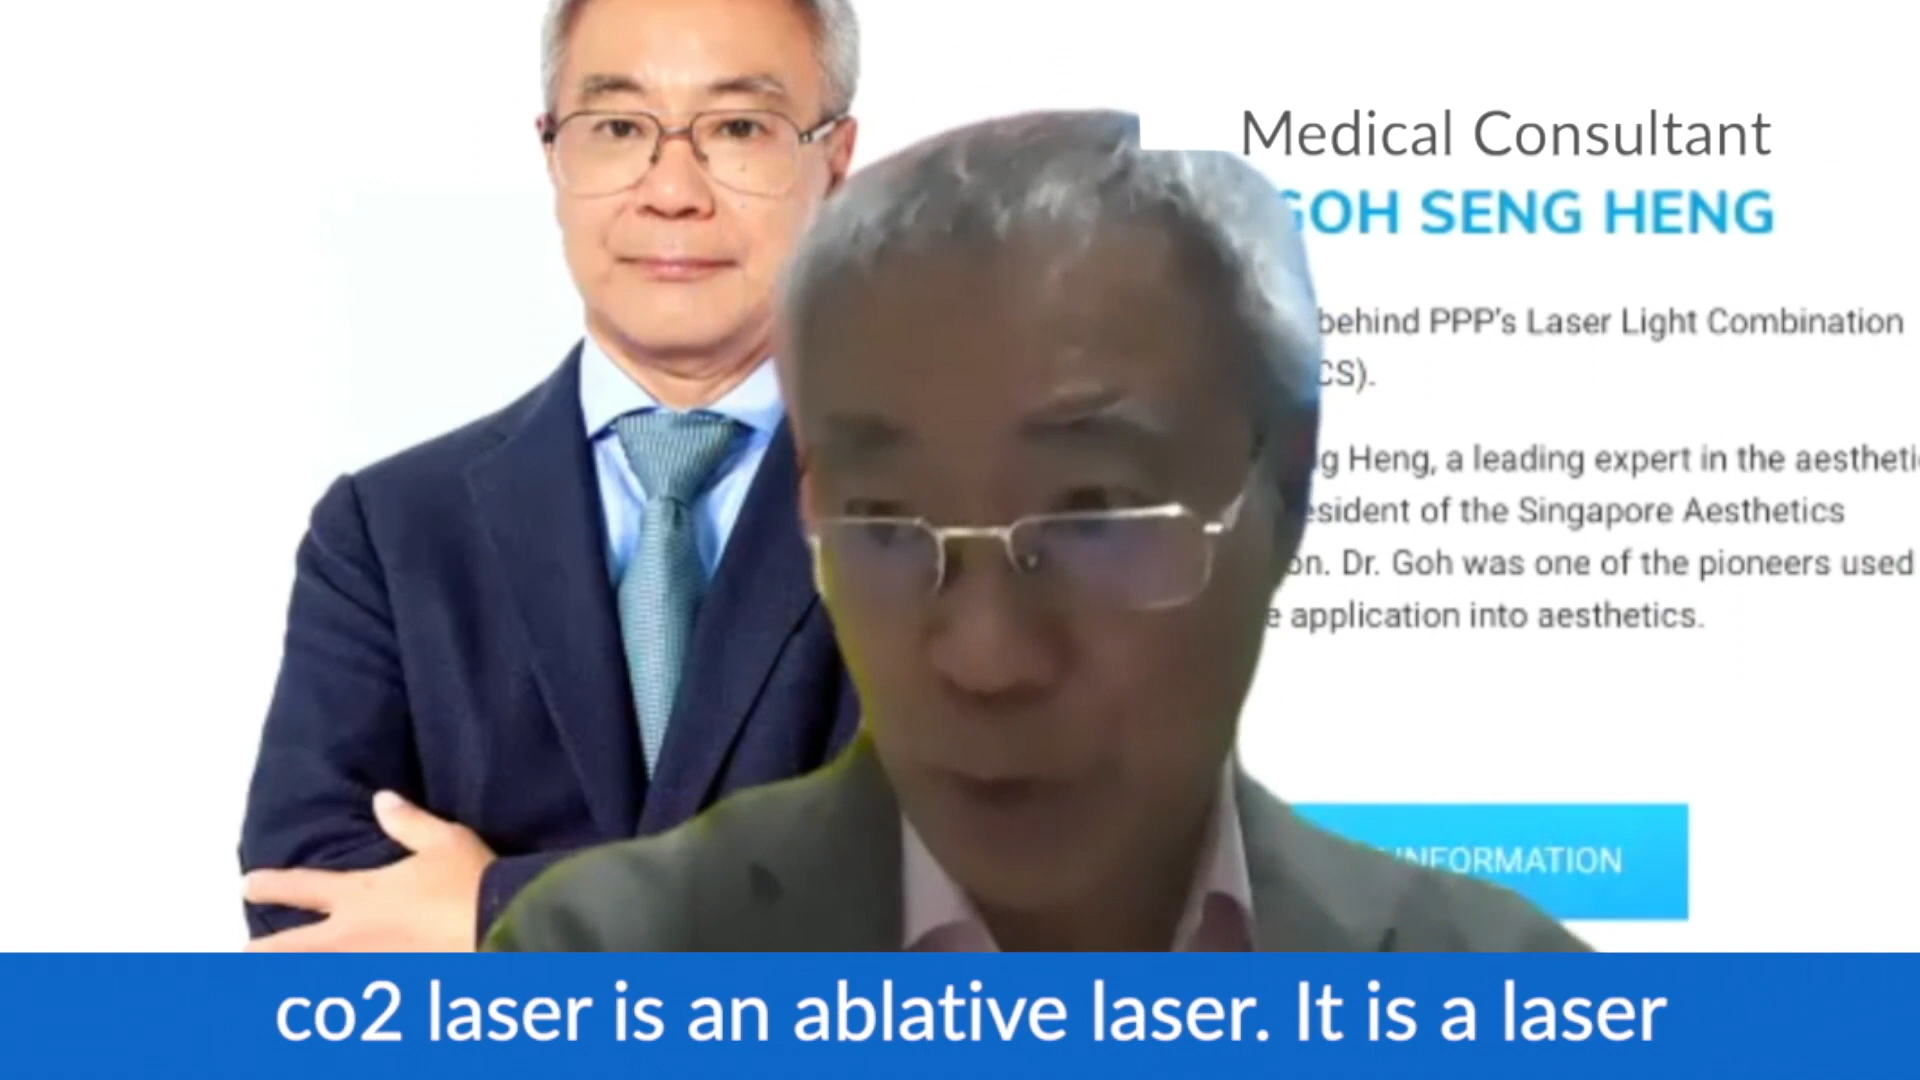 Medical Consultant
GOH SENG HENG
behind PPP's Laser Light Combination
CS).
Heng, a leading expert in the aestheti
esident of the Singapore Aesthetics
on. Dr. Goh was one of the pioneers used
e application into aesthetics.
INFORMATION
co2 laser is an ablative laser. It is a laser